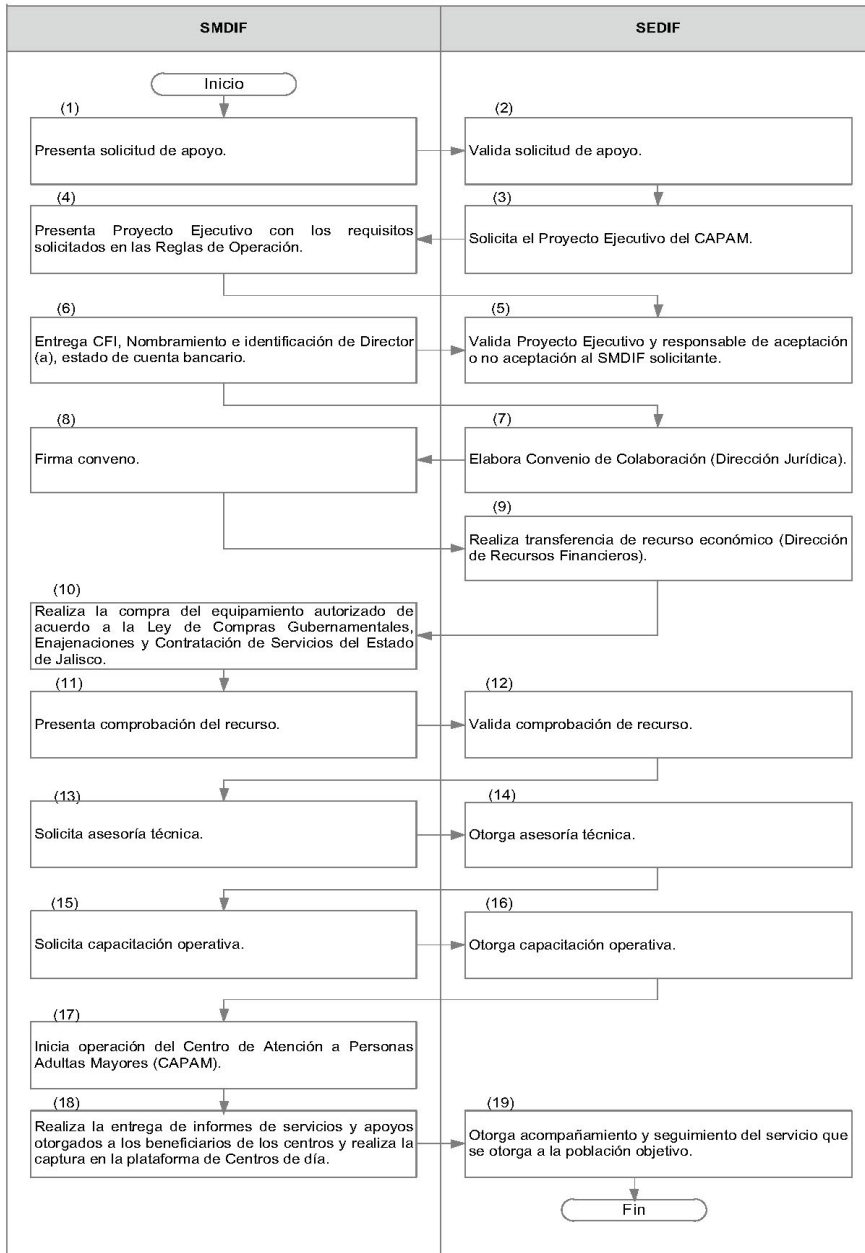 SMDIF
SEDIF
Inicio
(1)
Presenta solicitud de apoyo.
(2)
Valida solicitud de apoyo.
(4)
Presenta Proyecto Ejecutivo con los requisitos
solicitados en las Reglas de Operación.
(3)
Solicita el Proyecto Ejecutivo del CAPAM.
(6)
Entrega CFI, Nombramiento e identificación de Director
(a), estado de cuenta bancario.
(5)
Valida Proyecto Ejecutivo y responsable de aceptación
o no aceptación al SMDIF solicitante.
(8)
Firma conveno.
(7)
Elabora Convenio de Colaboración (Dirección Jurídica).
(9)
Realiza transferencia de recurso económico (Dirección
de Recursos Financieros).
(10)
Realiza la compra del equipamiento autorizado de
acuerdo a la Ley de Compras Gubernamentales,
Enajenaciones y Contratación de Servicios del Estado
de Jalisco.
(11)
Presenta comprobación del recurso.
(12)
Valida comprobación de recurso.
(13)
Solicita asesoría técnica.
(14)
Otorga asesoría técnica.
(15)
Solicita capacitación operativa.
(16)
Otorga capacitación operativa.
(17)
Inicia operación del Centro de Atención a Personas
Adultas Mayores (CAPAM).
(18)
Realiza la entrega de informes de servicios y apoyos
otorgados a los beneficiarios de los centros y realiza la
captura en la plataforma de Centros de día.
(19)
Otorga acompañamiento y seguimiento del servicio que
se otorga a la población objetivo.
Fin